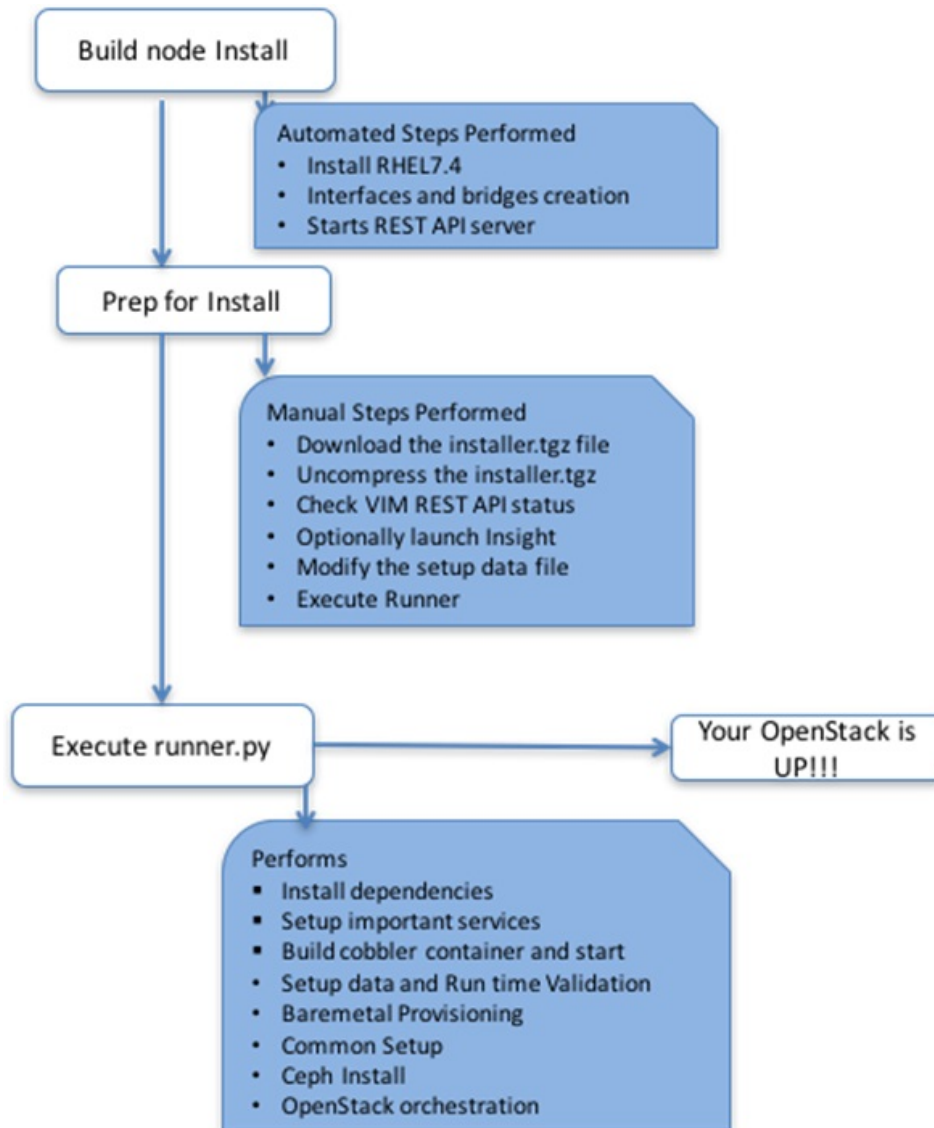 Build node Install
Automated Steps Performed
• Install RHEL7.4
• Interfaces and bridges creation
• Starts REST API server
Prep for Install
Manual Steps Performed
• Download the installer.tgz file
• Uncompress the installer.tgz
• Check VIM REST API status
• Optionally launch Insight
• Modify the setup data file
• Execute Runner
Execute runner.py
Your OpenStack is
UP!!!
Performs
▪ Install dependencies
▪ Setup important services
▪ Build cobbler container and start
• Setup data and Run time Validation
• Baremetal Provisioning
• Common Setup
• Ceph Install
• OpenStack orchestration